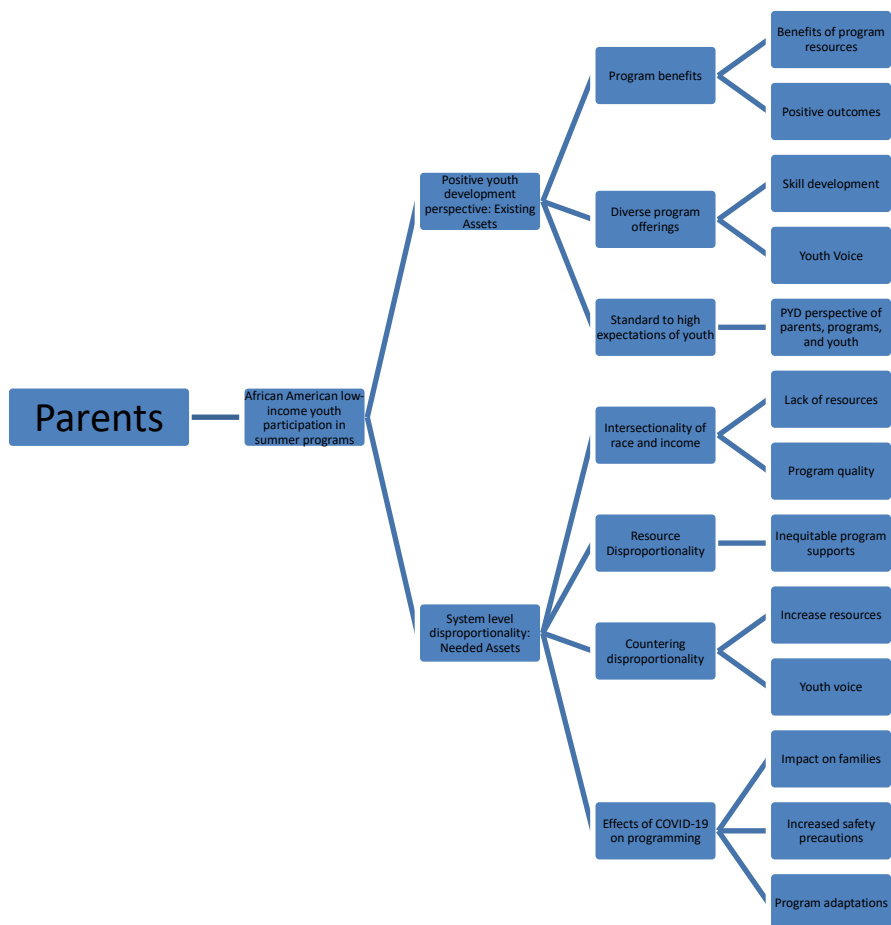 Parents
African American low-
income youth
participation in
summer programs
Positive youth
development
perspective: Existing
Assets
Program benefits
Benefits of program
resources
Positive outcomes
Diverse program
offerings
Skill development
Youth Voice
Standard to high
expectations of youth
PYD perspective of
parents, programs,
and youth
System level
disproportionality:
Needed Assets
Intersectionality of
race and income
Lack of resources
Program quality
Resource
Disproportionality
Inequitable program
supports
Countering
disproportionality
Increase resources
Youth voice
Effects of COVID-19
on programming
Impact on families
Increased safety
precautions
Program adaptations